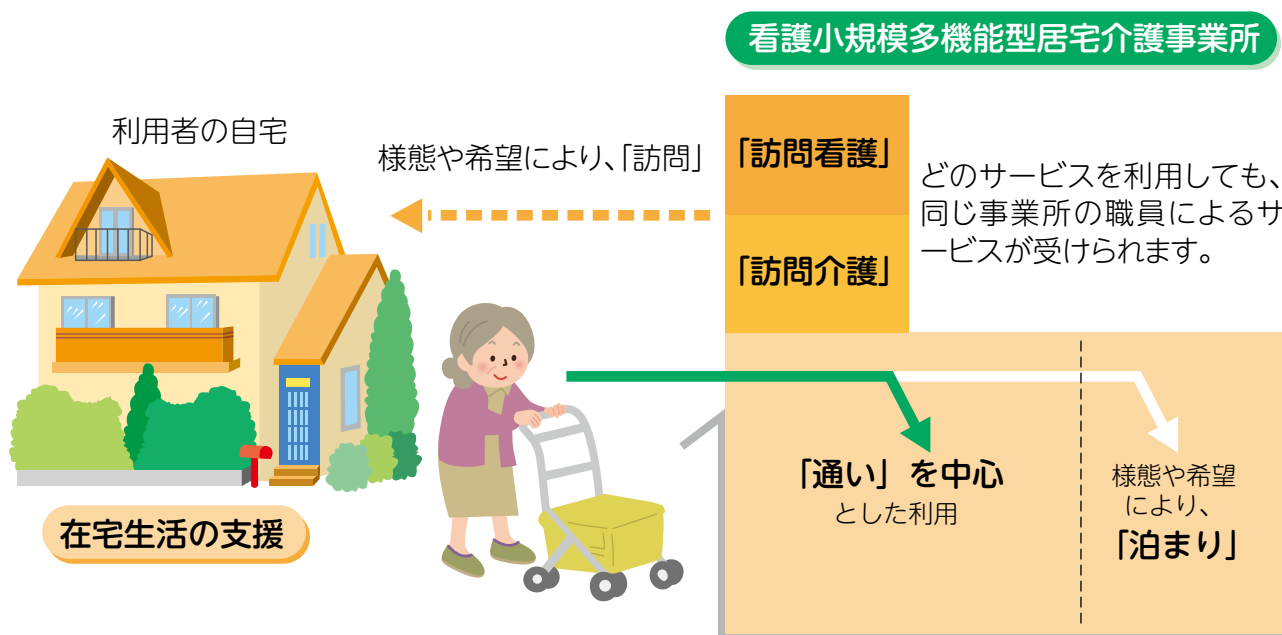 看護小規模多機能型居宅介護事業所
利用者の自宅
様態や希望により、「訪問」
「訪問看護」
「訪問介護」
どのサービスを利用しても、
同じ事業所の職員によるサ
ービスが受けられます。
「通い」を中心
とした利用
様態や希望
により、
「泊まり」
在宅生活の支援